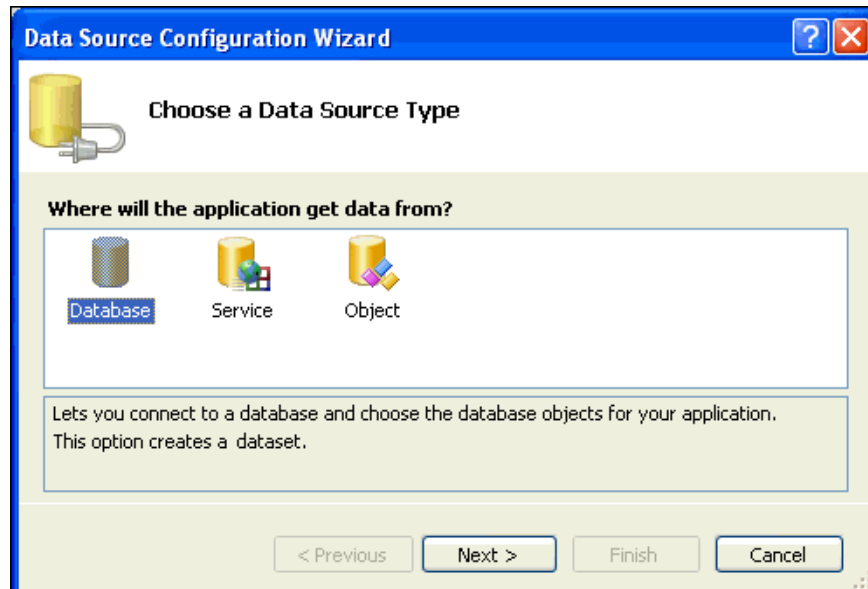 Data Source Configuration Wizard
Choose a Data Source Type
Where will the application get data from?
Database Service Object
Lets you connect to a database and choose the database objects for your application.
This option creates a dataset.
< Previous Next > Finish Cancel